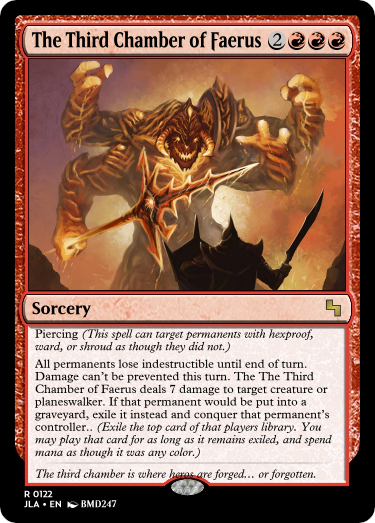 The Third Chamber of Faerus 2
Sorcery
Piercing (This spell can target permanents with hexproof,
ward, or shroud as though they did not.)
All permanents lose indestructible until end of turn.
Damage can't be prevented this turn. The The Third
Chamber of Faerus deals 7 damage to target creature or
planeswalker. If that permanent would be put into a
graveyard, exile it instead and conquer that permanent's
controller.. (Exile the top card of that players library. You
may play that card for as long as it remains exiled, and spend
mana as though it was any color.)
The third chamber is where heros are forged... or forgotten.
R 0122
JLA • EN BMD247